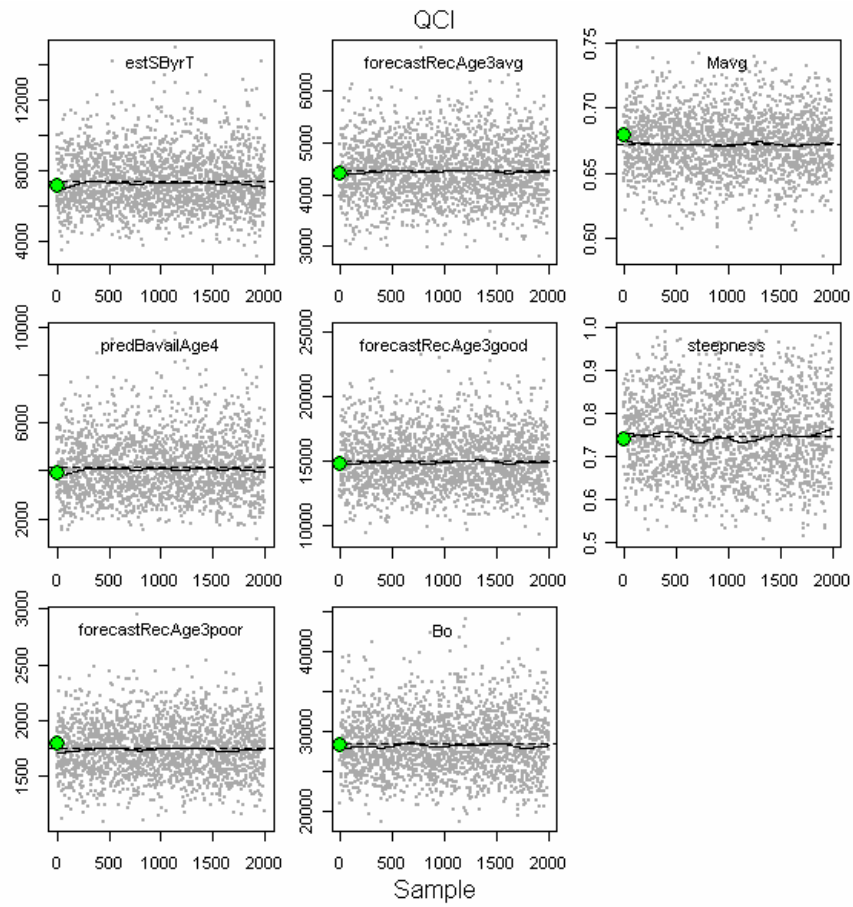 QCI
estSByrT
forecastRecAge3avg
Mavg
4000 8000 12000
3000 4000 5000 6000
0.60 0.65 0.70 0.75
0 500 1000 1500 2000
0 500 1000 1500 2000
0 500 1000 1500 2000
predBavailAge4
forecastRecAge3good
steepness
2000 6000 10000
10000 15000 20000 25000
0.5 0.6 0.7 0.8 0.9 1.0
0 500 1000 1500 2000
0 500 1000 1500 2000
0 500 1000 1500 2000
forecastRecAge3poor
Bo
1500 2000 2500 3000
20000 30000 40000
0 500 1000 1500 2000
0 500 1000 1500 2000
Sample